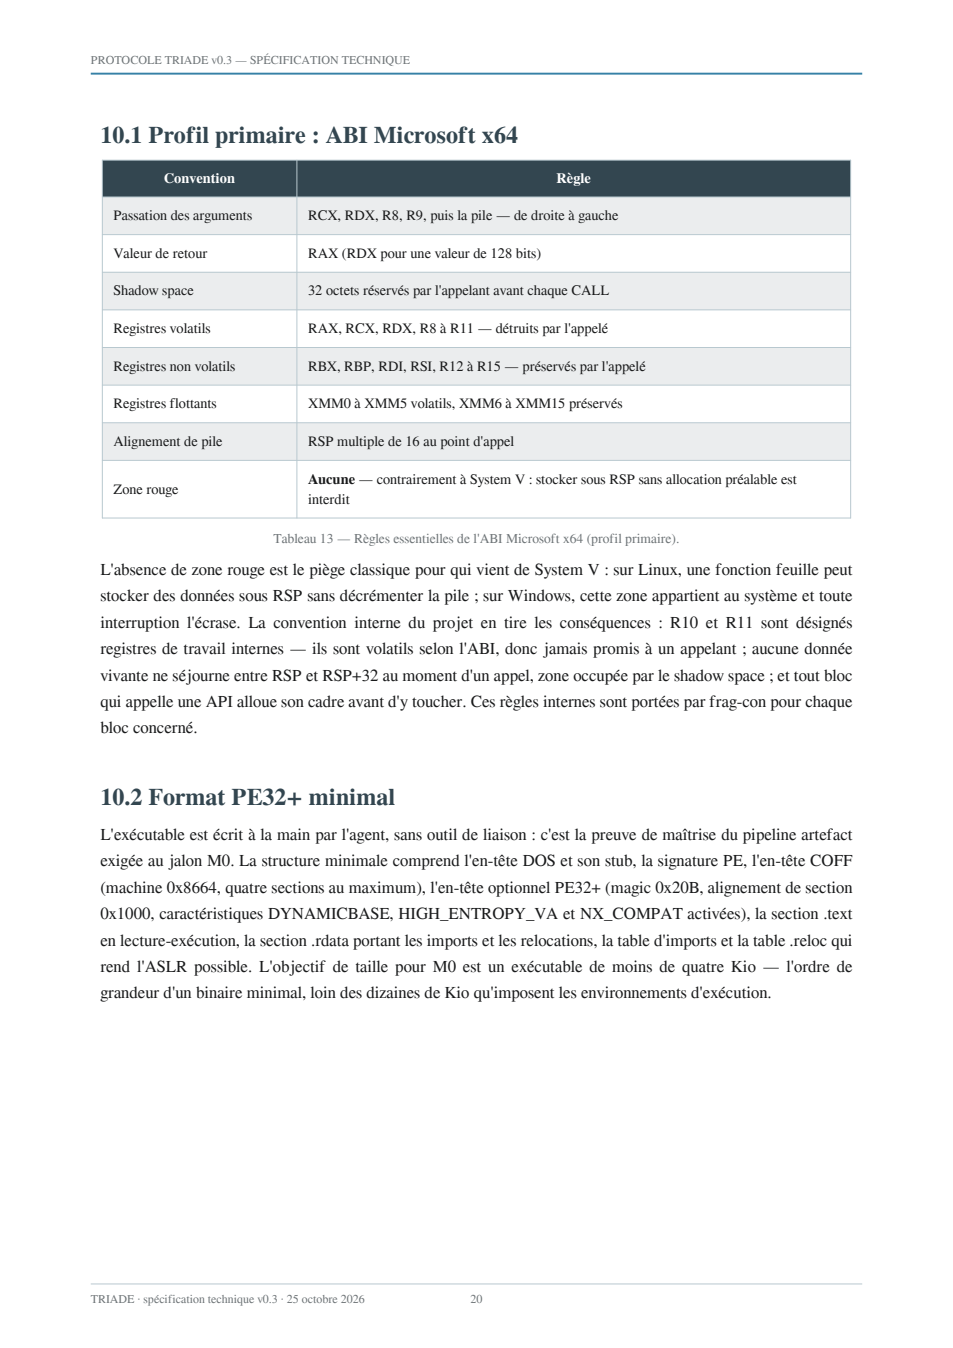 PROTOCOLE TRIADE v0.3 — SPÉCIFICATION TECHNIQUE
10.1 Profil primaire : ABI Microsoft x64
Convention Règle
Passation des arguments RCX, RDX, R8, R9, puis la pile — de droite à gauche
Valeur de retour RAX (RDX pour une valeur de 128 bits)
Shadow space 32 octets réservés par l'appelant avant chaque CALL
Registres volatils RAX, RCX, RDX, R8 à R11 — détruits par l'appelé
Registres non volatils RBX, RBP, RDI, RSI, R12 à R15 — préservés par l'appelé
Registres flottants XMM0 à XMM5 volatils, XMM6 à XMM15 préservés
Alignement de pile RSP multiple de 16 au point d'appel
Zone rouge Aucune — contrairement à System V : stocker sous RSP sans allocation préalable est
interdit
Tableau 13 — Règles essentielles de l'ABI Microsoft x64 (profil primaire).
L'absence de zone rouge est le piège classique pour qui vient de System V : sur Linux, une fonction feuille peut
stocker des données sous RSP sans décrémenter la pile ; sur Windows, cette zone appartient au système et toute
interruption l'écrase. La convention interne du projet en tire les conséquences : R10 et R11 sont désignés
registres de travail internes — ils sont volatils selon l'ABI, donc jamais promis à un appelant ; aucune donnée
vivante ne séjourne entre RSP et RSP+32 au moment d'un appel, zone occupée par le shadow space ; et tout bloc
qui appelle une API alloue son cadre avant d'y toucher. Ces règles internes sont portées par frag-con pour chaque
bloc concerné.
10.2 Format PE32+ minimal
L'exécutable est écrit à la main par l'agent, sans outil de liaison : c'est la preuve de maîtrise du pipeline artefact
exigée au jalon M0. La structure minimale comprend l'en-tête DOS et son stub, la signature PE, l'en-tête COFF
(machine 0x8664, quatre sections au maximum), l'en-tête optionnel PE32+ (magic 0x20B, alignement de section
0x1000, caractéristiques DYNAMICBASE, HIGH_ENTROPY_VA et NX_COMPAT activées), la section .text
en lecture-exécution, la section .rdata portant les imports et les relocations, la table d'imports et la table .reloc qui
rend l'ASLR possible. L'objectif de taille pour M0 est un exécutable de moins de quatre Kio — l'ordre de
grandeur d'un binaire minimal, loin des dizaines de Kio qu'imposent les environnements d'exécution.
TRIADE · spécification technique v0.3 · 25 octobre 2026 20